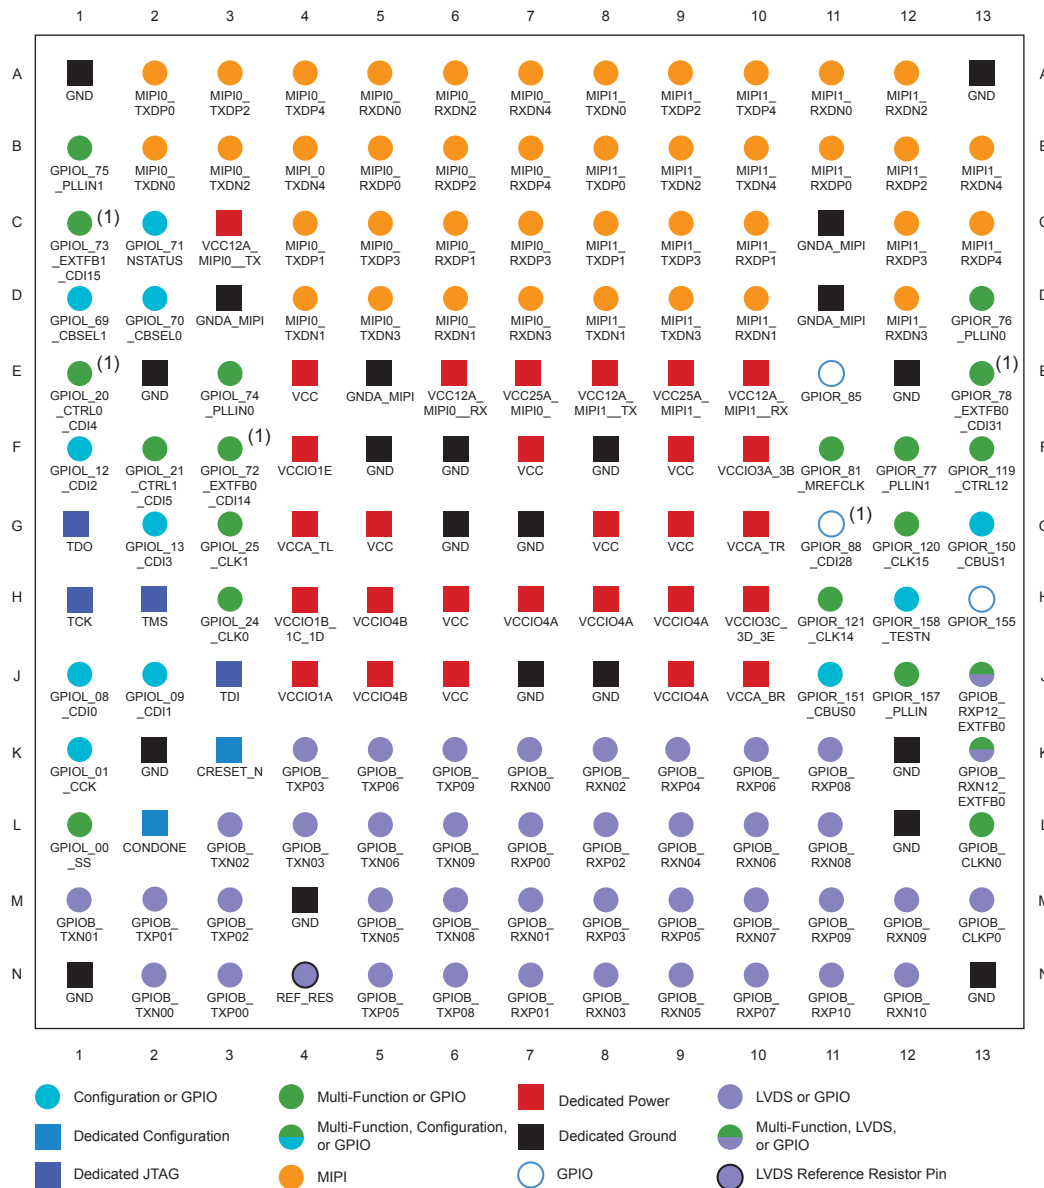 1 2 3 4 5 6 7 8 9 10 11 12 13
A A
GND MIPI0_ MIPI0_ MIPI0_ MIPI0_ MIPI0_ MIPI0_ MIPI1_ MIPI1_ MIPI1_ MIPI1_ MIPI1_ GND
TXDP0 TXDP2 TXDP4 RXDN0 RXDN2 RXDN4 TXDN0 TXDP2 TXDP4 RXDN0 RXDN2
B
GPIOL_75 MIPI0_ MIPI0_ MIPI_0 MIPI0_ MIPI0_ MIPI0_ MIPI1_ MIPI1_ MIPI1_ MIPI1_ MIPI1_ MIPI1_
_PLLIN1 TXDN0 TXDN2 TXDN4 RXDP0 RXDP2 RXDP4 TXDP0 TXDN2 TXDN4 RXDP0 RXDP2 RXDN4
C (1)
GPIOL_73 GPIOL_71 VCC12A_ MIPI0_ MIPI0_ MIPI0_ MIPI0_ MIPI1_ MIPI1_ MIPI1_ GNDA_MIPI MIPI1_ MIPI1_
_EXTFB1 NSTATUS MIPI0__TX TXDP1 TXDP3 RXDP1 RXDP3 TXDP1 TXDP3 RXDP1 RXDP3 RXDP4
_CDI15
D
GPIOL_69 GPIOL_70 GNDA_MIPI MIPI0_ MIPI0_ MIPI0_ MIPI0_ MIPI1_ MIPI1_ MIPI1_ GNDA_MIPI MIPI1_ GPIOR_76
_CBSEL1 _CBSEL0 TXDN1 TXDN3 RXDN1 RXDN3 TXDN1 TXDN3 RXDN1 RXDN3 _PLLIN0
E (1) (1)
GPIOL_20 GND GPIOL_74 VCC GNDA_MIPI VCC12A_ VCC25A_ VCC12A_ VCC25A_ VCC12A_ GPIOR_85 GND GPIOR_78
_CTRL0 _PLLIN0 MIPI0__RX MIPI0_ MIPI1__TX MIPI1_ MIPI1__RX _EXTFB0
_CDI4 _CDI31
F (1)
GPIOL_12 GPIOL_21 GPIOL_72 VCCIO1E GND GND VCC GND VCC VCCIO3A_3B GPIOR_81 GPIOR_77 GPIOR_119
_CDI2 _CTRL1 _EXTFB0 _MREFCLK _PLLIN1 _CTRL12
_CDI5 _CDI14
G (1)
TDO GPIOL_13 GPIOL_25 VCCA_TL VCC GND GND VCC VCC VCCA_TR GPIOR_88 GPIOR_120 GPIOR_150
_CDI3 _CLK1 _CDI28 _CLK15 _CBUS1
H H
TCK TMS GPIOL_24 VCCIO1B_ VCCIO4B VCC VCCIO4A VCCIO4A VCCIO4A VCCIO3C_ GPIOR_121 GPIOR_158 GPIOR_155
_CLK0 1C_1D 3D_3E _CLK14 _TESTN
J
GPIOL_08 GPIOL_09 TDI VCCIO1A VCCIO4B VCC GND GND VCCIO4A VCCA_BR GPIOR_151 GPIOR_157 GPIOB_
_CDI0 _CDI1 _CBUS0 _PLLIN RXP12_
EXTFB0
K K
GPIOL_01 GND CRESET_N GPIOB_ GPIOB_ GPIOB_ GPIOB_ GPIOB_ GPIOB_ GPIOB_ GPIOB_ GND GPIOB_
_CCK TXP03 TXP06 TXP09 RXN00 RXN02 RXP04 RXP06 RXP08 RXN12_
EXTFB0
L L
GPIOL_00 CONDONE GPIOB_ GPIOB_ GPIOB_ GPIOB_ GPIOB_ GPIOB_ GPIOB_ GPIOB_ GPIOB_ GND GPIOB_
_SS TXN02 TXN03 TXN06 TXN09 RXP00 RXP02 RXN04 RXN06 RXN08 CLKN0
M M
GPIOB_ GPIOB_ GPIOB_ GND GPIOB_ GPIOB_ GPIOB_ GPIOB_ GPIOB_ GPIOB_ GPIOB_ GPIOB_ GPIOB_
TXN01 TXP01 TXP02 TXN05 TXN08 RXN01 RXP03 RXP05 RXN07 RXP09 RXN09 CLKP0
N N
GND GPIOB_ GPIOB_ REF_RES GPIOB_ GPIOB_ GPIOB_ GPIOB_ GPIOB_ GPIOB_ GPIOB_ GPIOB_ GND
TXN00 TXP00 TXP05 TXP08 RXP01 RXN03 RXN05 RXP07 RXP10 RXN10
1 2 3 4 5 6 7 8 9 10 11 12 13
Configuration or GPIO
Dedicated Configuration
Dedicated JTAG
Multi-Function or GPIO
Multi-Function, Configuration,
or GPIO
MIPI
Dedicated Power
Dedicated Ground
GPIO
LVDS or GPIO
Multi-Function, LVDS,
or GPIO
LVDS Reference Resistor Pin